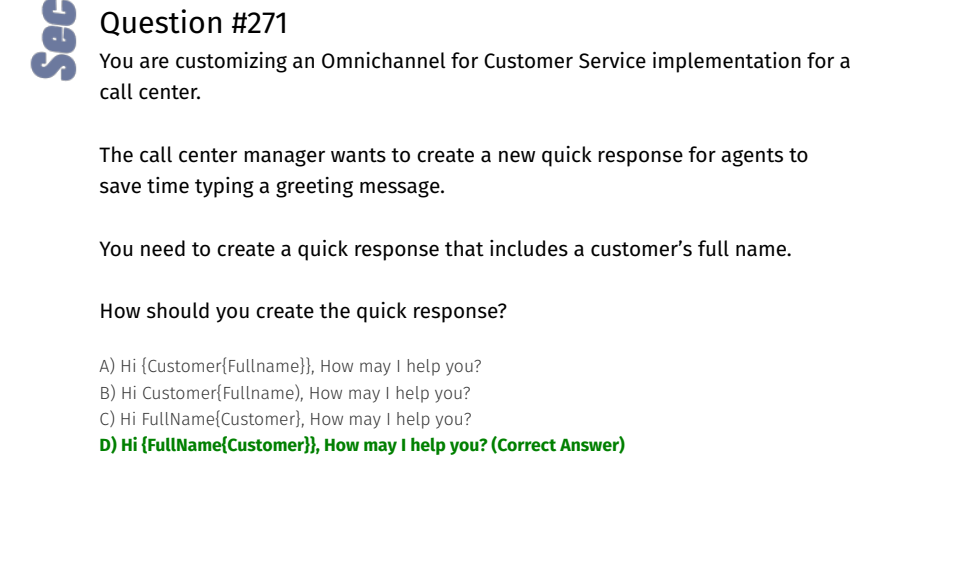 Sec
Question #271
You are customizing an Omnichannel for Customer Service implementation for a
call center.
The call center manager wants to create a new quick response for agents to
save time typing a greeting message.
You need to create a quick response that includes a customer’s full name.
How should you create the quick response?
A) Hi {Customer{Fullname}}, How may I help you?
B) Hi Customer{Fullname), How may I help you?
C) Hi FullName{Customer}, How may I help you?
D) Hi {FullName{Customer}}, How may I help you? (Correct Answer)